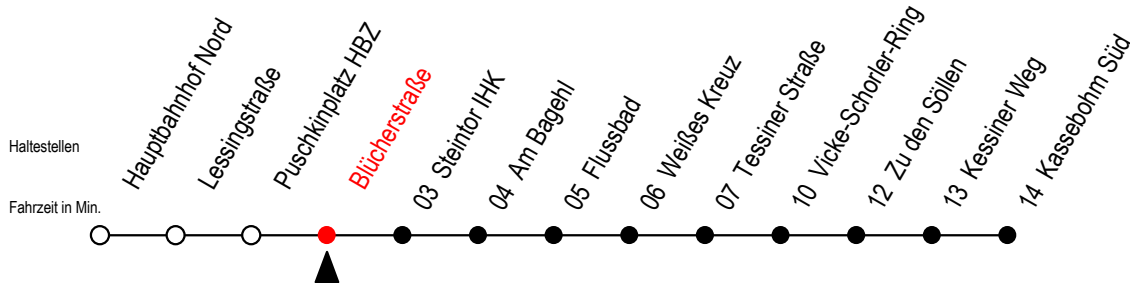 Haltestellen
Fahrzeit in Min.
Hauptbahnhof Nord
Lessingstraße
Puschkinplatz HBZ
Blücherstraße
03 Steintor IHK
04 Am Bagehl
05 Flussbad
06 Weißes Kreuz
07 Tessiner Straße
10 Vicke-Schorler-Ring
12 Zu den Söllen
13 Kessiner Weg
14 Kassebohm Süd